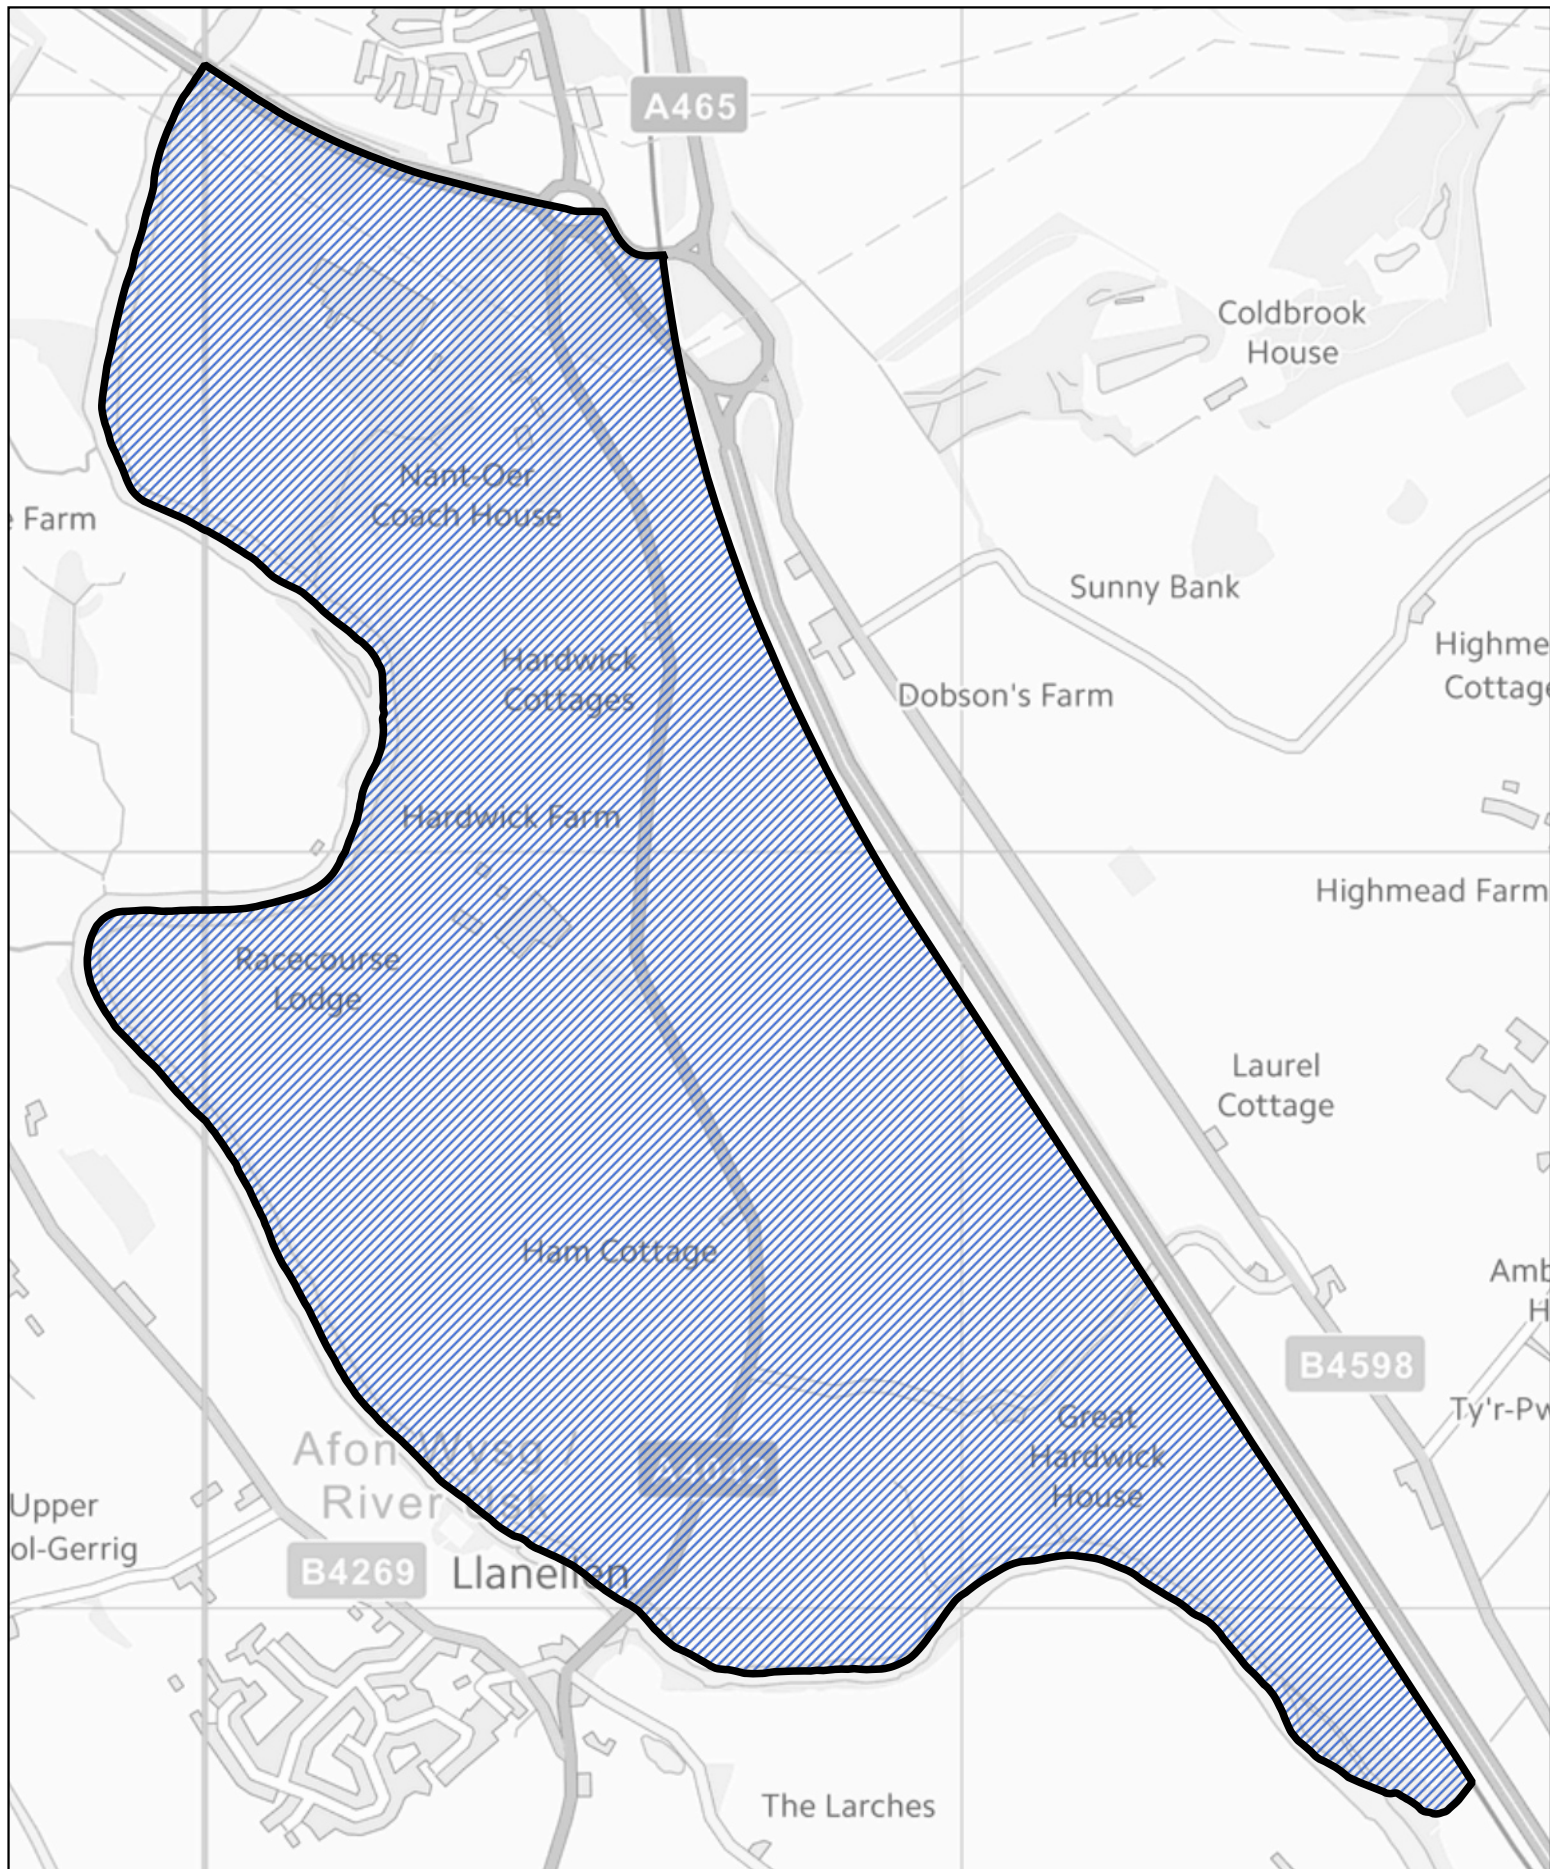 A465
Coldbrook
House
Nant-Oer
Coach House
Farm
Sunny Bank
Highme
Cottage
Hardwick
Cottages
Dobson's Farm
Hardwick Farm
Highmead Farm
Racecourse
Lodge
Laurel
Cottage
Ham Cottage
Amb
H
B4598
Great
Hardwick
House
Ty'r-Pw
Afon Wysg /
River Usk
Upper
ol-Gerrig
B4269
Llanellen
The Larches